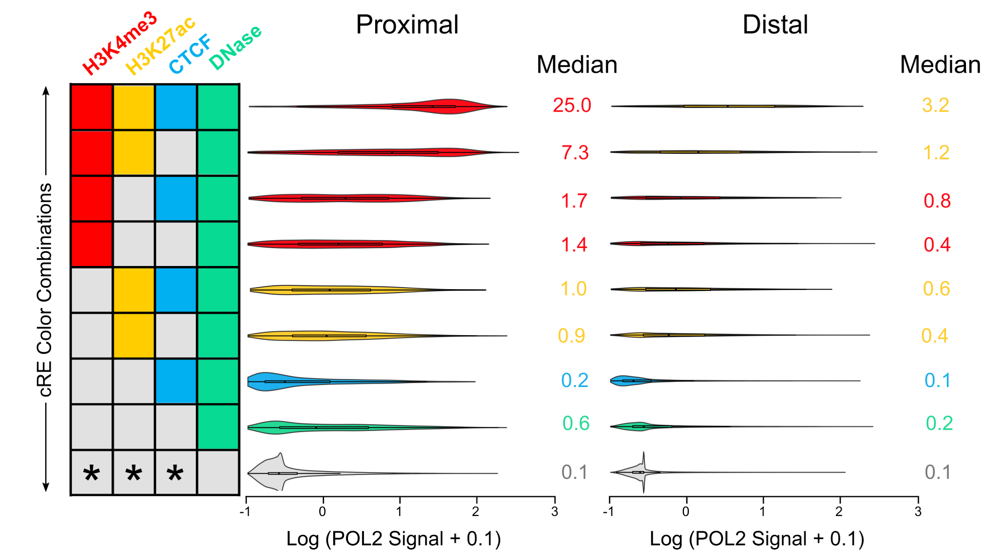 Proximal
Distal
H3K4me3
H3K27ac
CTCF
DNase
Median
Median
cRE Color Combinations
25.0
3.2
7.3
1.2
1.7
0.8
1.4
0.4
1.0
0.6
0.9
0.4
0.2
0.1
0.6
0.2
* * *
0.1
0.1
-1 0 1 2 3
-1 0 1 2 3
Log (POL2 Signal + 0.1)
Log (POL2 Signal + 0.1)